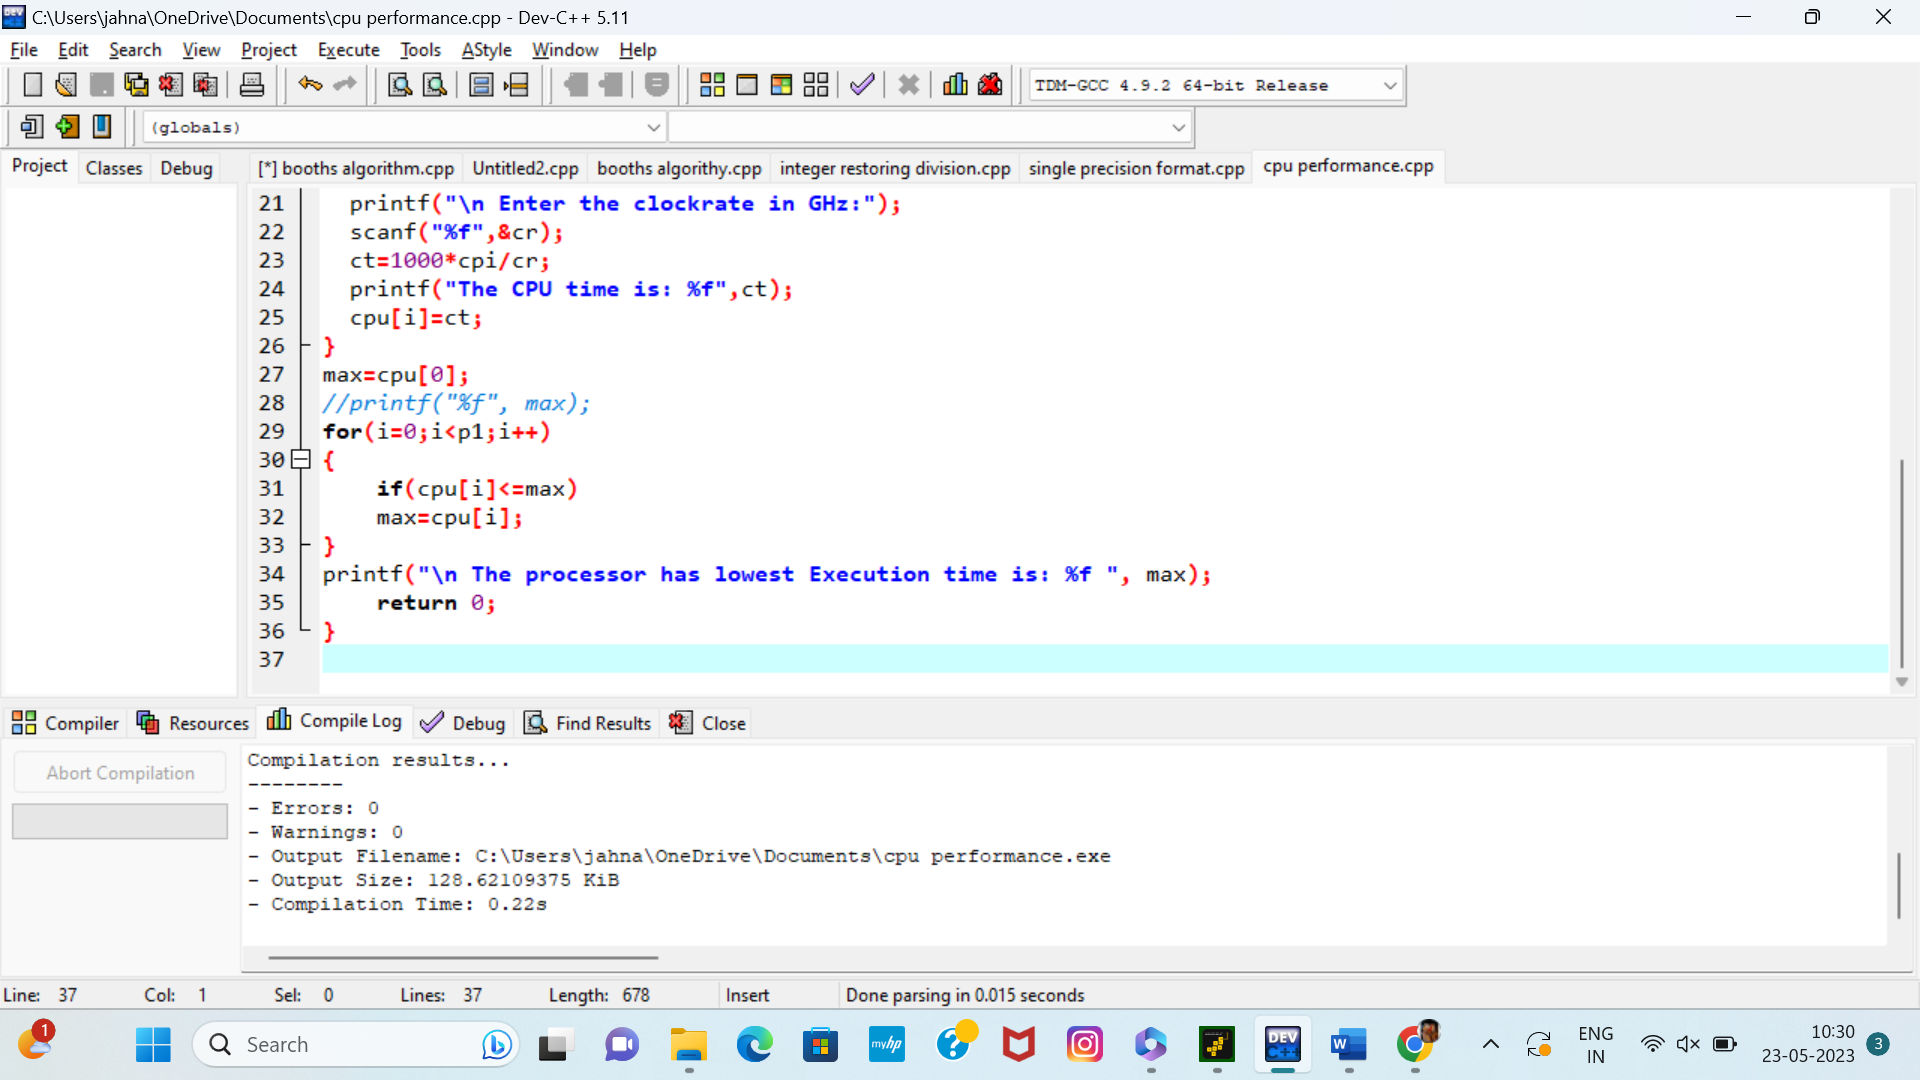 C:\Users\jahna\OneDrive\Documents\cpu performance.cpp - Dev-C++ 5.11
File Edit Search View Project Execute Tools AStyle Window Help
TDM-GCC 4.9.2 64-bit Release
(globals)
Project Classes Debug [*] booths algorithm.cpp Untitled2.cpp booths algorithy.cpp integer restoring division.cpp single precision format.cpp cpu performance.cpp
21 printf("\n Enter the clockrate in GHz:");
22 scanf("%f",&cr);
23 ct=1000*cpi/cr;
24 printf("The CPU time is: %f",ct);
25 cpu[i]=ct;
26 }
27 max=cpu[0];
28 //printf("%f", max);
29 for(i=0;i<p1;i++)
30 {
31 if(cpu[i]<=max)
32 max=cpu[i];
33 }
34 printf("\n The processor has lowest Execution time is: %f ", max);
35 return 0;
36 }
37
Compiler Resources Compile Log Debug Find Results Close
Abort Compilation
Compilation results...
--------
- Errors: 0
- Warnings: 0
- Output Filename: C:\Users\jahna\OneDrive\Documents\cpu performance.exe
- Output Size: 128.62109375 KiB
- Compilation Time: 0.22s
Line: 37 Col: 1 Sel: 0 Lines: 37 Length: 678 Insert Done parsing in 0.015 seconds
1 Search myhp DEV C++ W ENG IN 10:30 23-05-2023 3